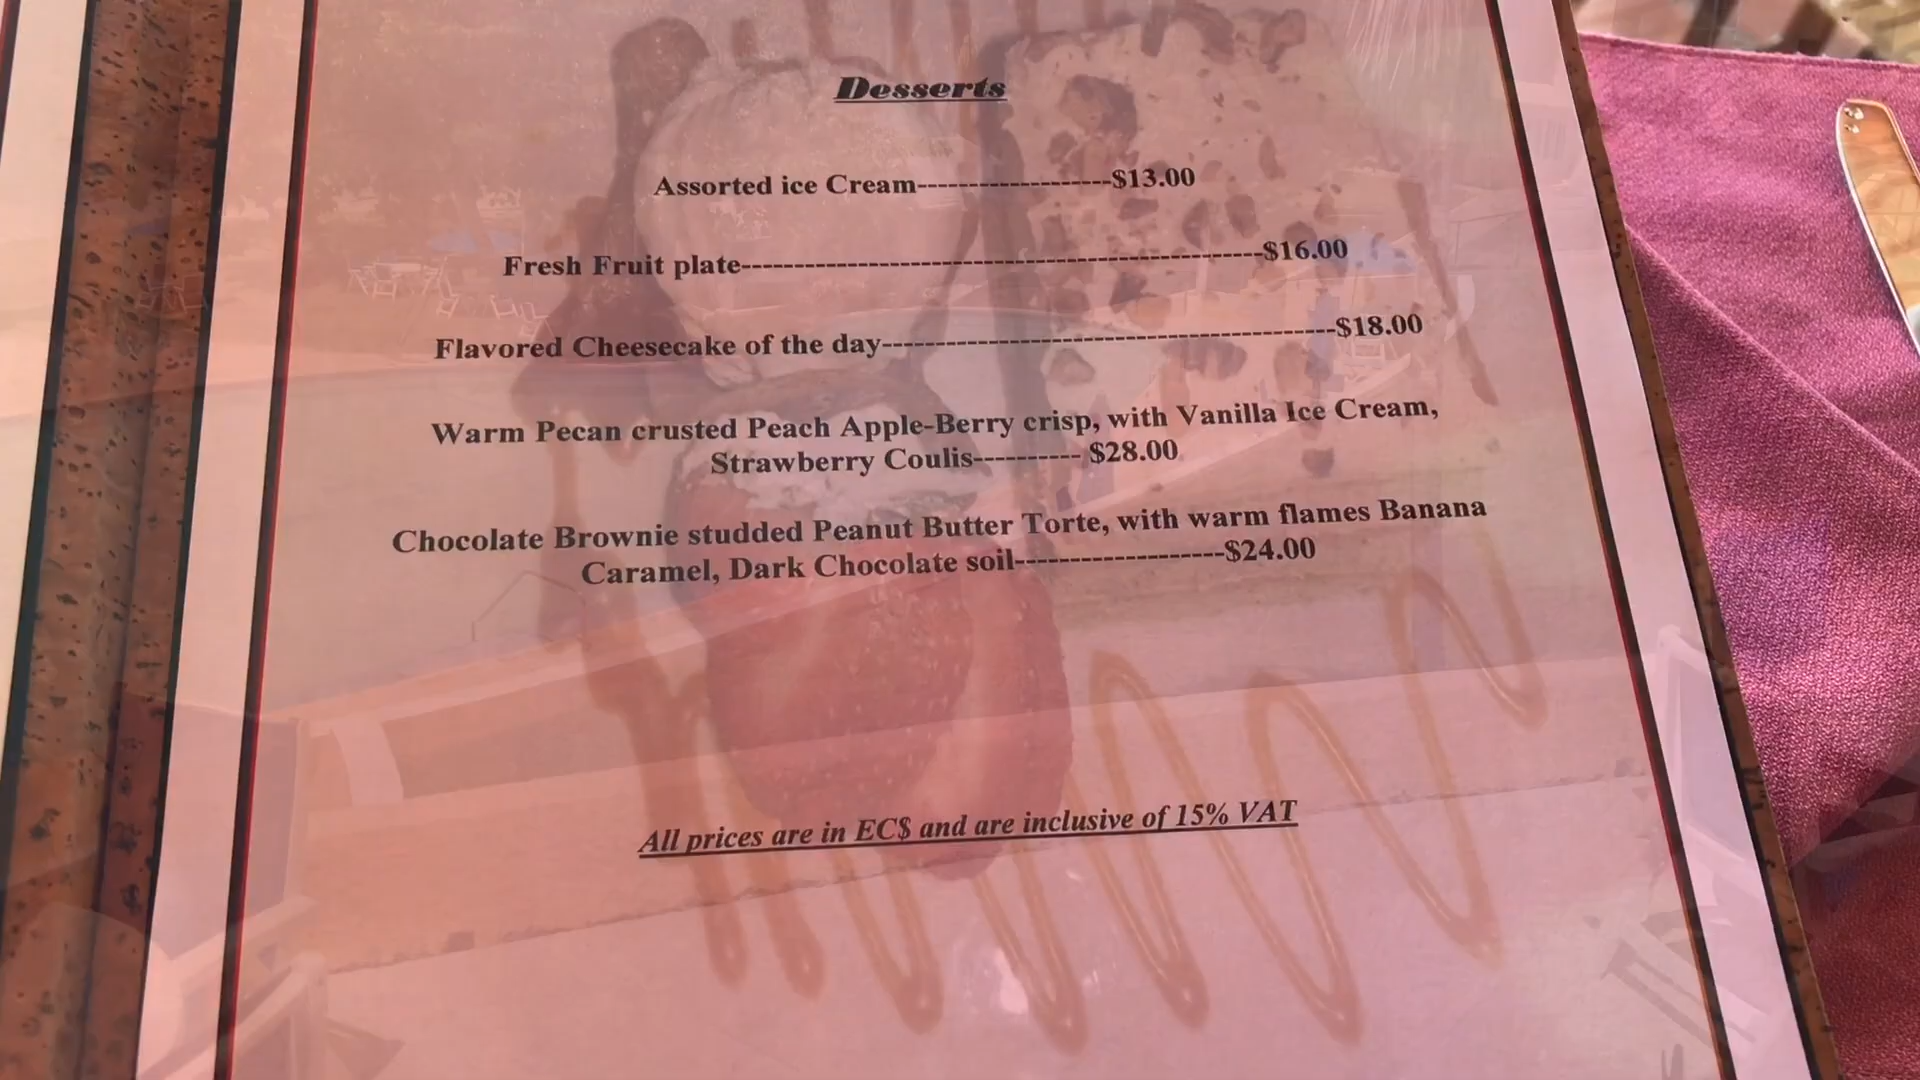 Desserts
Assorted ice Cream-------------------$13.00
Fresh Fruit plate--------------------------------------------------$16.00
Flavored Cheesecake of the day-------------------------------------------$18.00
Warm Pecan crusted Peach Apple-Berry crisp, with Vanilla Ice Cream,
Strawberry Coulis---------- $28.00
Chocolate Brownie studded Peanut Butter Torte, with warm flames Banana
Caramel, Dark Chocolate soil-------------------$24.00
All prices are in EC$ and are inclusive of 15% VAT